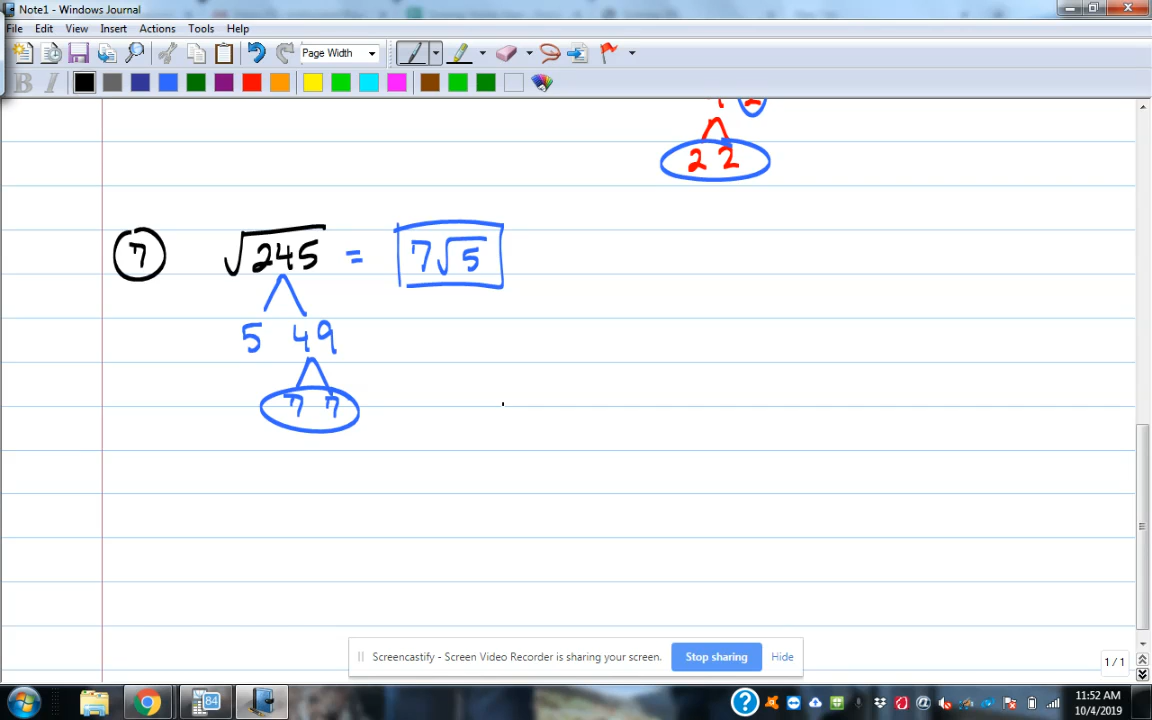 Note1 - Windows Journal
File Edit View Insert Actions Tools Help
Page Width
B I
2
2 2
7 √245 = 7√5
5 49
7 7
Screencastify - Screen Video Recorder is sharing your screen. Stop sharing Hide
1 / 1
84
11:52 AM
10/4/2019